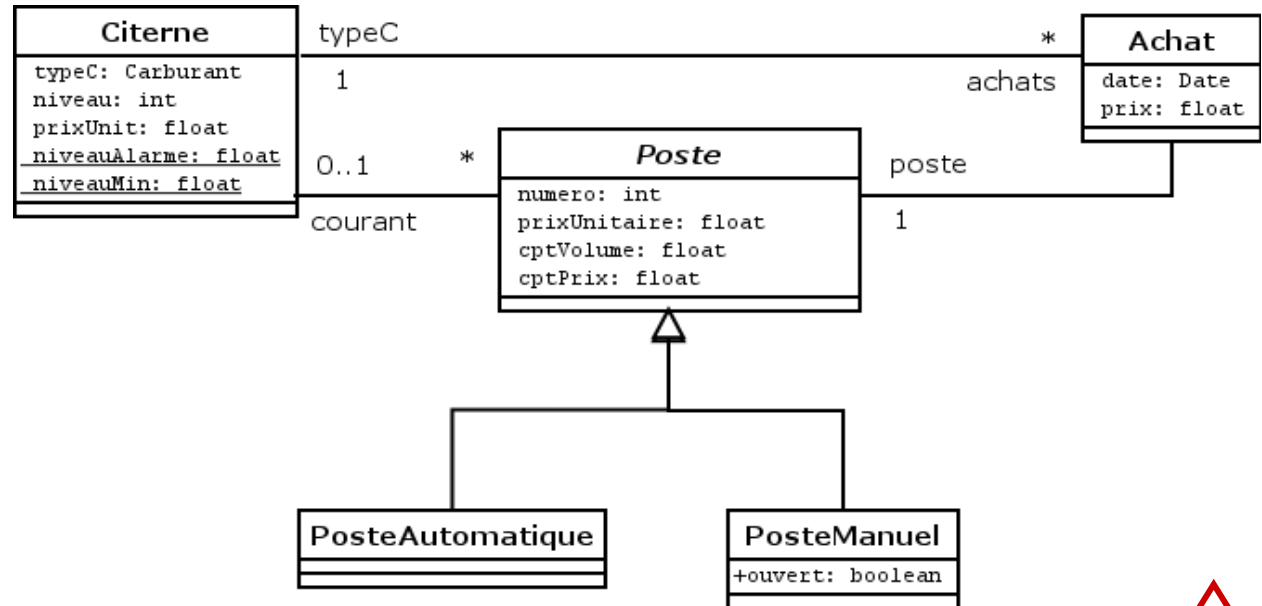 Citerne
typeC: Carburant
niveau: int
prixUnit: float
niveauAlarme: float
niveauMin: float
typeC
1
*
achats
Achat
date: Date
prix: float
0..1
*
courant
Poste
numero: int
prixUnitaire: float
cptVolume: float
cptPrix: float
poste
1
PosteAutomatique
PosteManuel
+ouvert: boolean